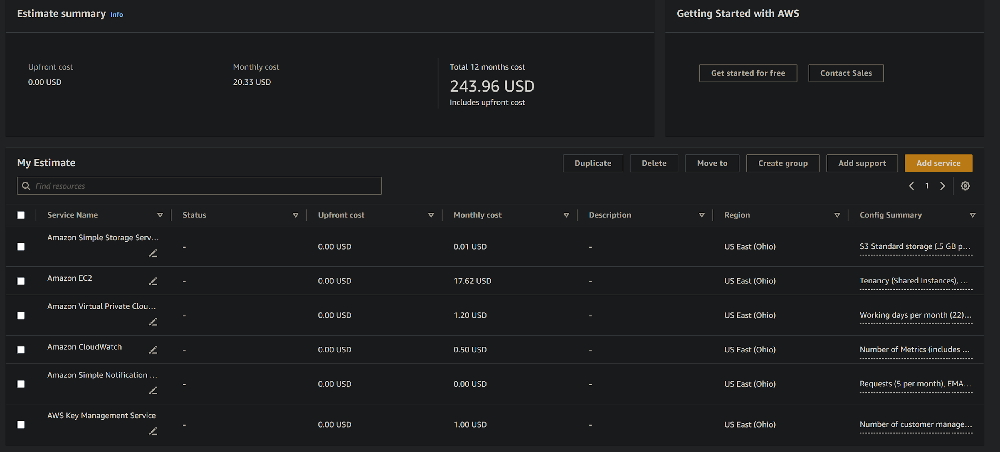 Estimate summary Info
Getting Started with AWS
Upfront cost
0.00 USD
Monthly cost
20.33 USD
Total 12 months cost
243.96 USD
Includes upfront cost
Get started for free
Contact Sales
My Estimate
Duplicate
Delete
Move to
Create group
Add support
Add service
Find resources
1
Service Name Status Upfront cost Monthly cost Description Region Config Summary
Amazon Simple Storage Serv... - 0.00 USD 0.01 USD - US East (Ohio) S3 Standard storage (.5 GB p...
Amazon EC2 - 0.00 USD 17.62 USD - US East (Ohio) Tenancy (Shared Instances), ...
Amazon Virtual Private Clou... - 0.00 USD 1.20 USD - US East (Ohio) Working days per month (22)...
Amazon CloudWatch - 0.00 USD 0.50 USD - US East (Ohio) Number of Metrics (includes ...
Amazon Simple Notification ... - 0.00 USD 0.00 USD - US East (Ohio) Requests (5 per month), EMA...
AWS Key Management Service - 0.00 USD 1.00 USD - US East (Ohio) Number of customer manage...